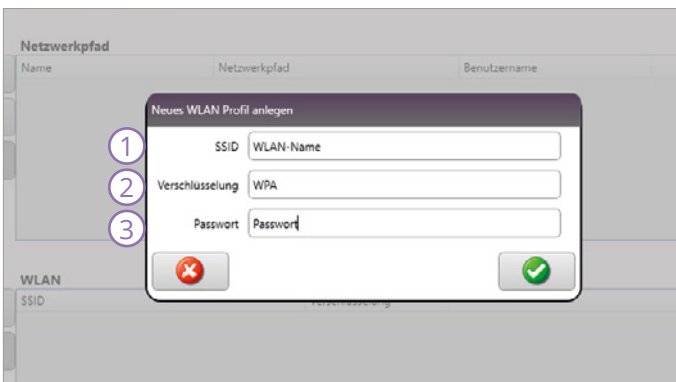 Netzwerkpfad
Name Netzwerkpfad Benutzername
Neues WLAN Profil anlegen
1 SSID WLAN-Name
2 Verschlüsselung WPA
3 Passwort Passwort
WLAN
SSID Verschlüsselung